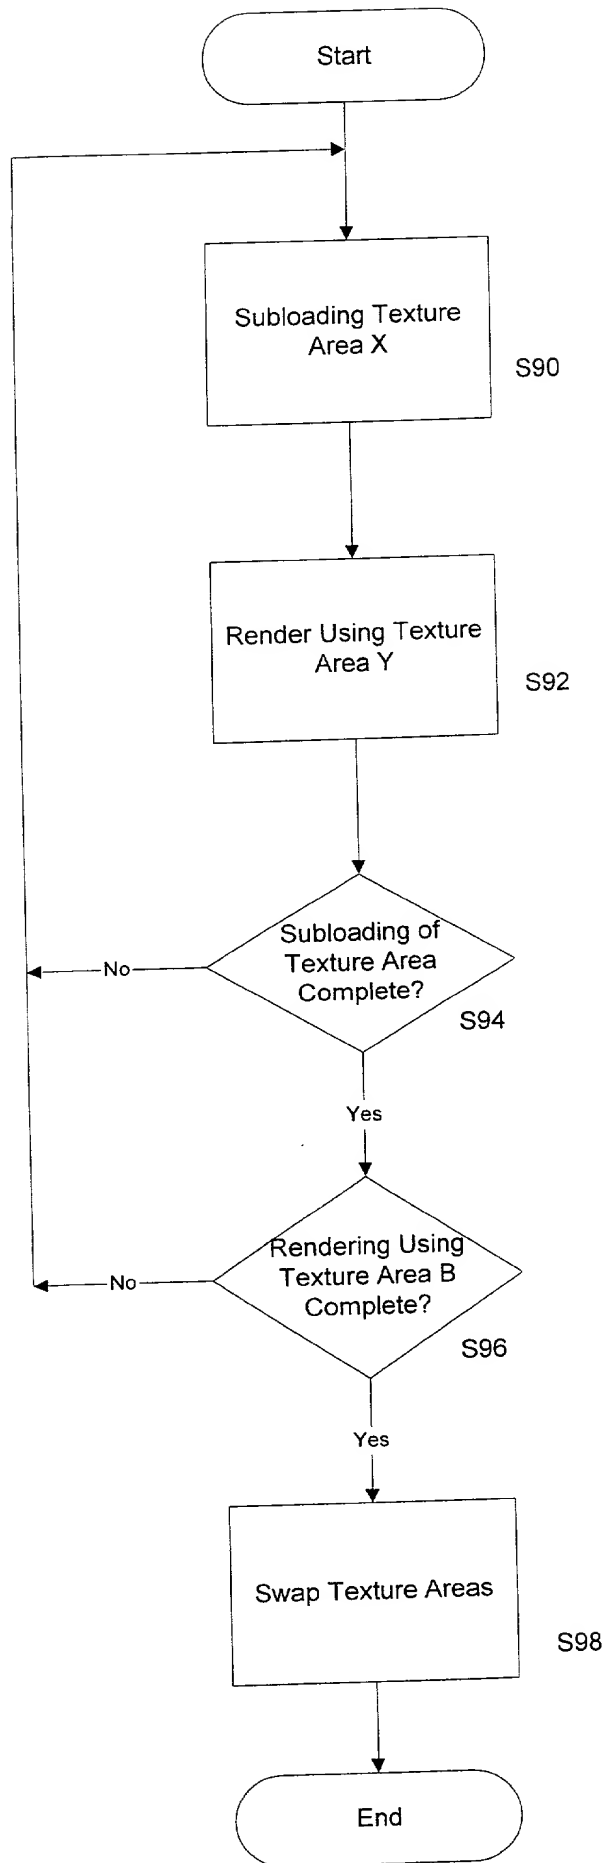 Start
Subloading Texture
Area X
S90
Render Using Texture
Area Y
S92
Subloading of
Texture Area
Complete?
S94
No
Yes
Rendering Using
Texture Area B
Complete?
S96
No
Yes
Swap Texture Areas
S98
End